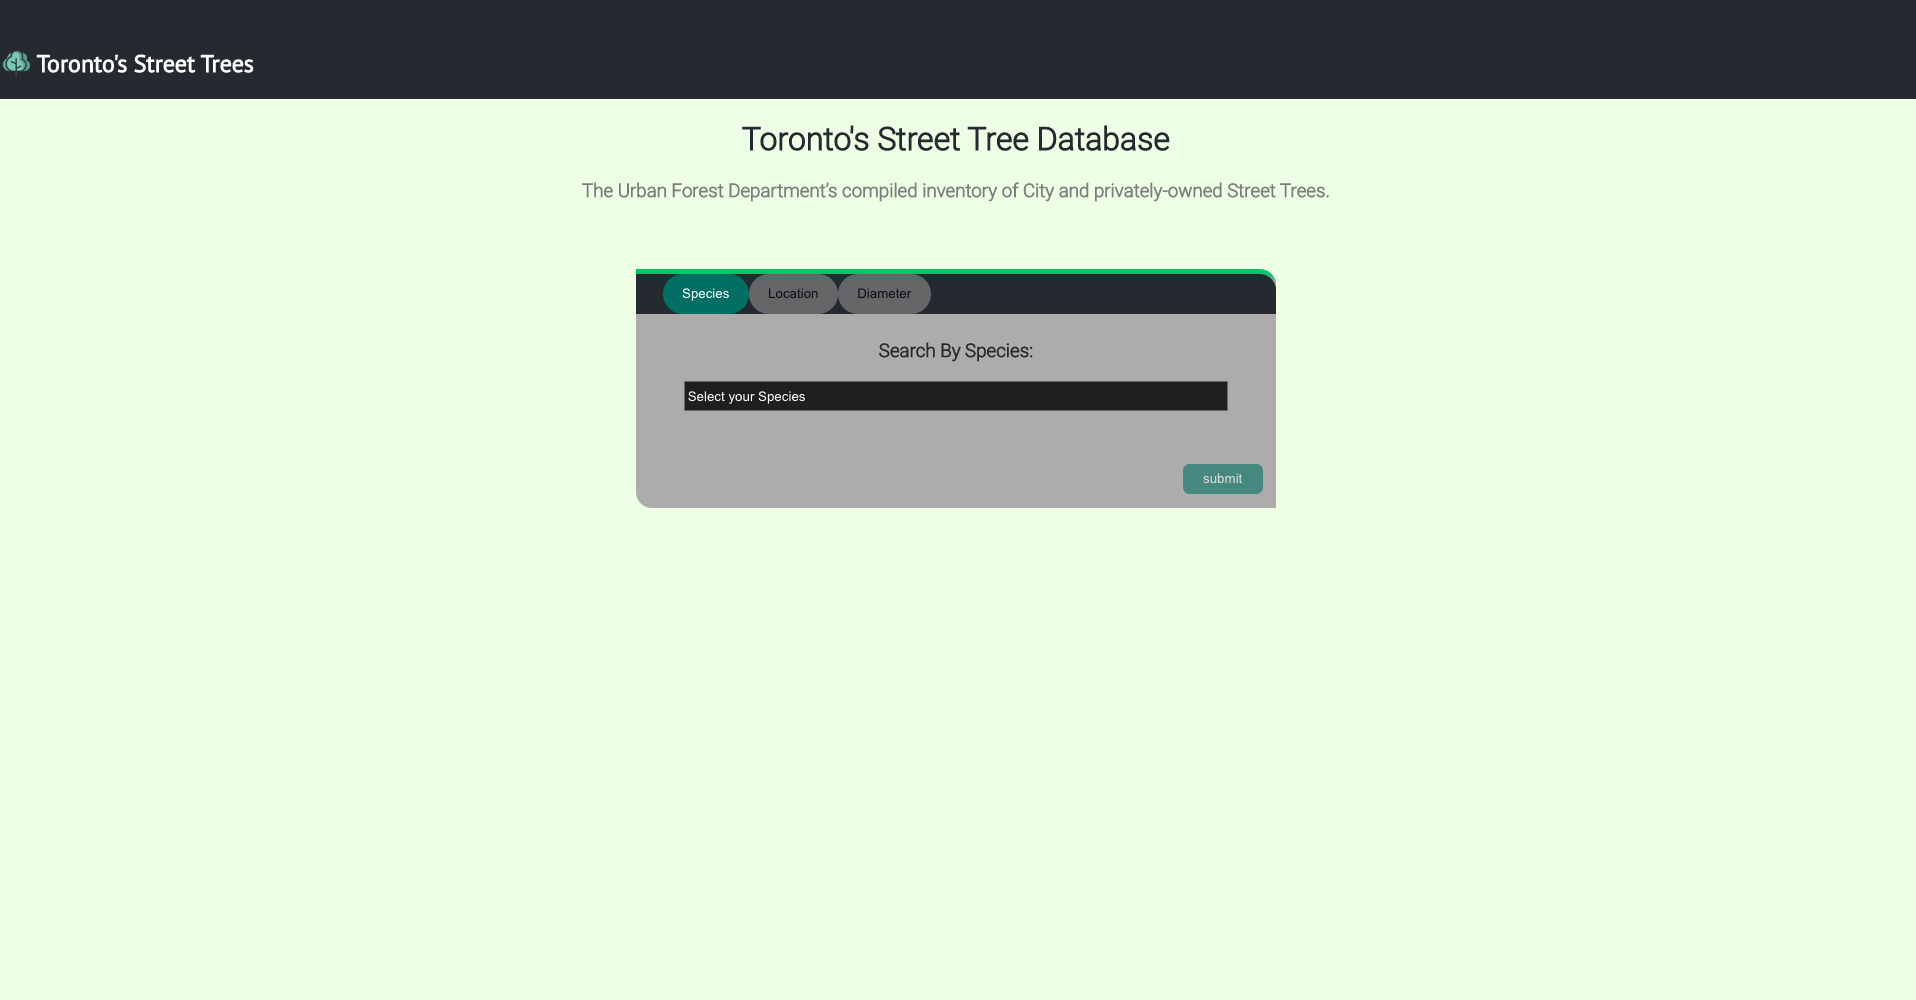 Toronto's Street Trees
Toronto's Street Tree Database
The Urban Forest Department’s compiled inventory of City and privately-owned Street Trees.
Species Location Diameter
Search By Species:
Select your Species
submit